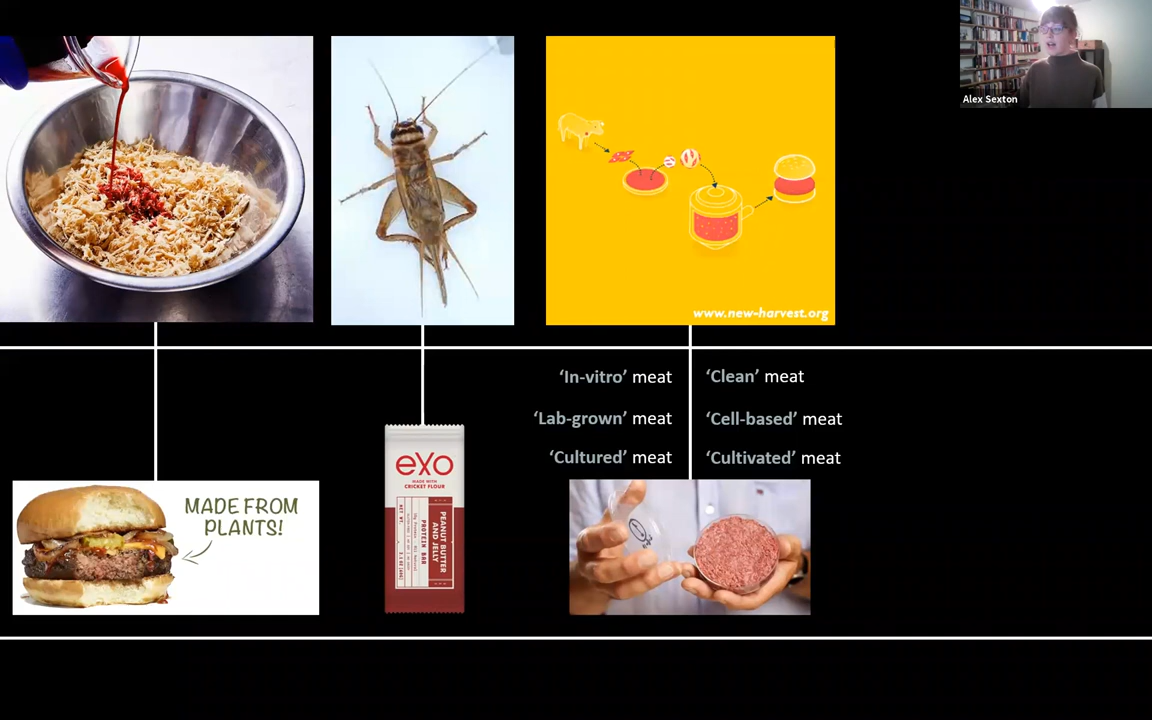 Alex Sexton
www.new-harvest.org
‘In-vitro’ meat
‘Clean’ meat
‘Lab-grown’ meat
‘Cell-based’ meat
‘Cultured’ meat
‘Cultivated’ meat
MADE FROM
PLANTS!
exo
MADE WITH
CRICKET FLOUR
PEANUT BUTTER
AND JELLY
PROTEIN BAR